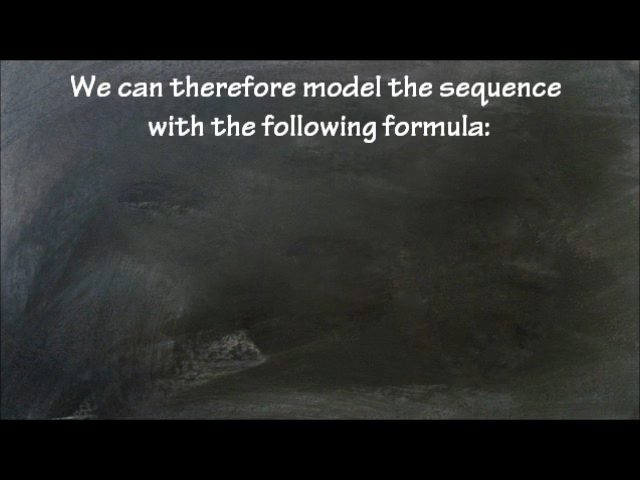 We can therefore model the sequence
with the following formula: